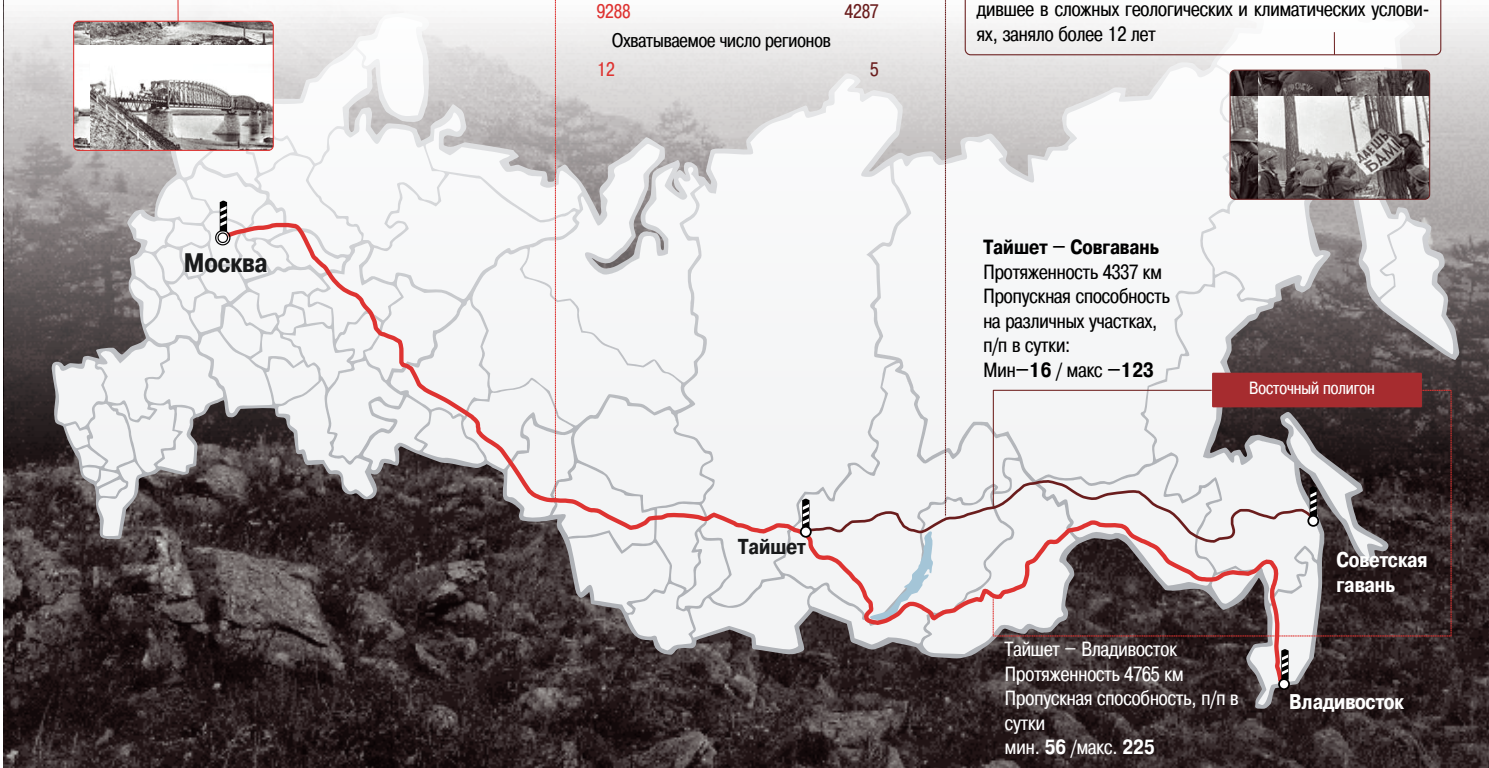 9288 4287
Охватываемое число регионов
12 5
дившее в сложных геологических и климатических услови-
ях, заняло более 12 лет
БАМ!
Москва
Тайшет – Совгавань
Протяженность 4337 км
Пропускная способность
на различных участках,
п/п в сутки:
Мин–16 / макс –123
Восточный полигон
Тайшет
Советская
гавань
Тайшет – Владивосток
Протяженность 4765 км
Пропускная способность, п/п в
сутки
мин. 56 /макс. 225
Владивосток